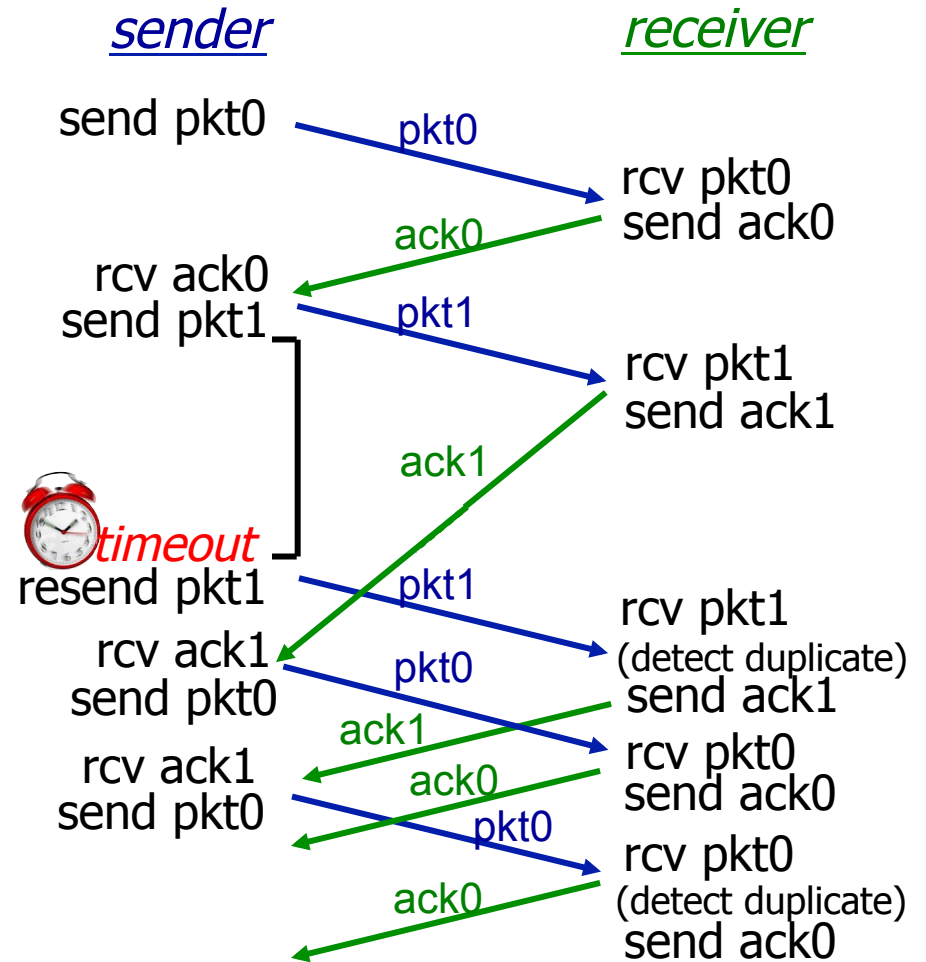 sender receiver
send pkt0
pkt0
rcv pkt0
send ack0
ack0
rcv ack0
send pkt1
pkt1
rcv pkt1
send ack1
ack1
timeout
resend pkt1
pkt1
rcv pkt1
(detect duplicate)
send ack1
rcv ack1
send pkt0
pkt0
ack1
rcv pkt0
send ack0
rcv ack1
send pkt0
ack0
pkt0
rcv pkt0
(detect duplicate)
send ack0
ack0